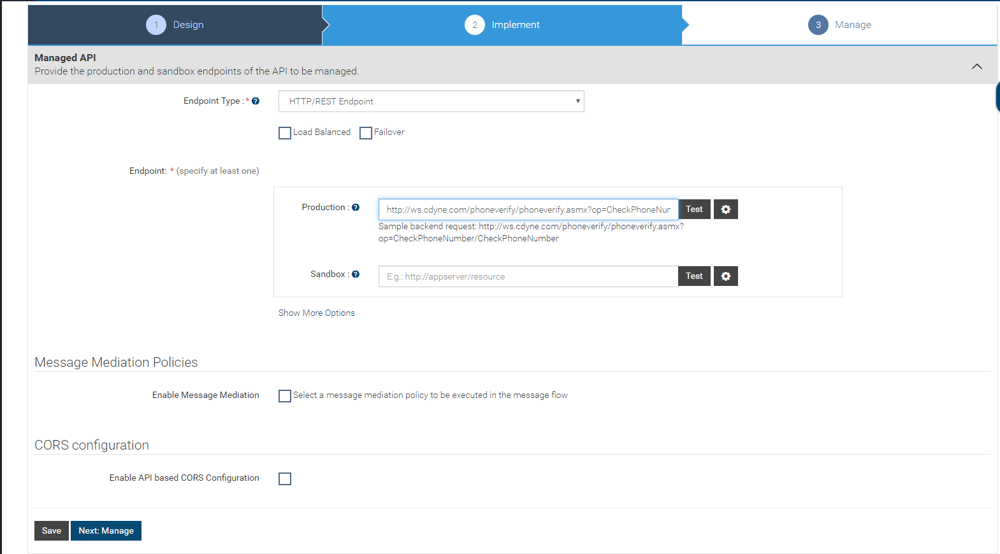 1 Design
2 Implement
3 Manage
Managed API
Provide the production and sandbox endpoints of the API to be managed.
Endpoint Type : * ?
HTTP/REST Endpoint
Load Balanced
Failover
Endpoint: * (specify at least one)
Production : ?
http://ws.cdyne.com/phoneverify/phoneverify.asmx?op=CheckPhoneNur
Test
Sample backend request: http://ws.cdyne.com/phoneverify/phoneverify.asmx?
op=CheckPhoneNumber/CheckPhoneNumber
Sandbox : ?
E.g.: http://appserver/resource
Test
Show More Options
Message Mediation Policies
Enable Message Mediation
Select a message mediation policy to be executed in the message flow
CORS configuration
Enable API based CORS Configuration
Save
Next: Manage